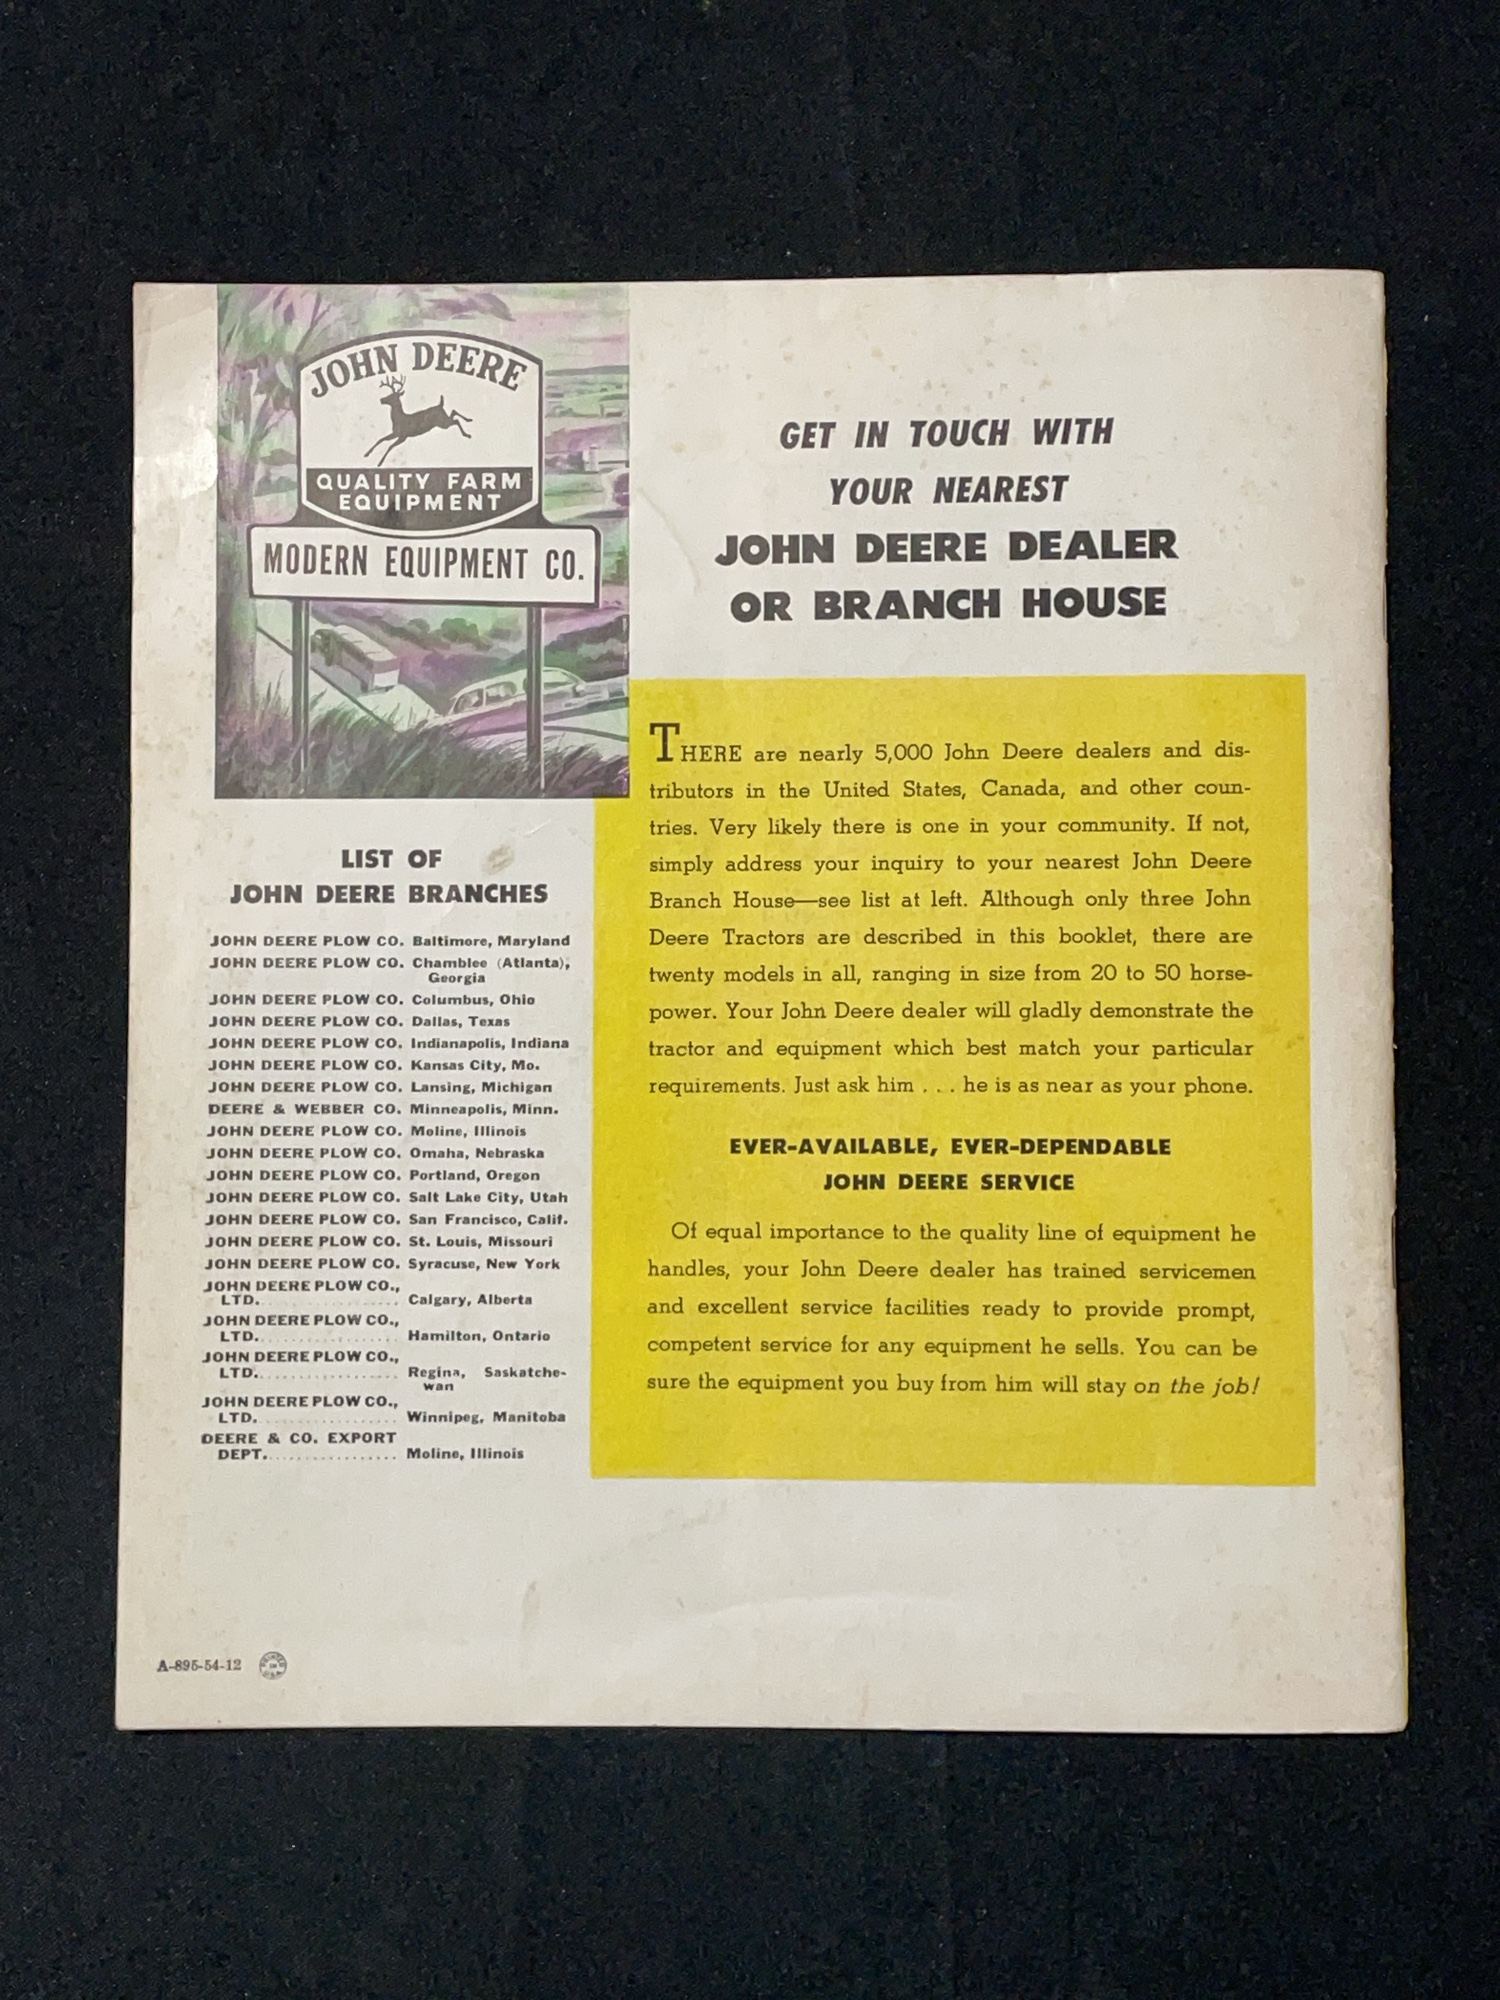 JOHN DEERE
QUALITY FARM
EQUIPMENT
MODERN EQUIPMENT CO.
GET IN TOUCH WITH
YOUR NEAREST
JOHN DEERE DEALER
OR BRANCH HOUSE
LIST OF
JOHN DEERE BRANCHES
JOHN DEERE PLOW CO. Baltimore, Maryland
JOHN DEERE PLOW CO. Chamblee (Atlanta),
Georgia
JOHN DEERE PLOW CO. Columbus, Ohio
JOHN DEERE PLOW CO. Dallas, Texas
JOHN DEERE PLOW CO. Indianapolis, Indiana
JOHN DEERE PLOW CO. Kansas City, Mo.
JOHN DEERE PLOW CO. Lansing, Michigan
DEERE & WEBBER CO. Minneapolis, Minn.
JOHN DEERE PLOW CO. Moline, Illinois
JOHN DEERE PLOW CO. Omaha, Nebraska
JOHN DEERE PLOW CO. Portland, Oregon
JOHN DEERE PLOW CO. Salt Lake City, Utah
JOHN DEERE PLOW CO. San Francisco, Calif.
JOHN DEERE PLOW CO. St. Louis, Missouri
JOHN DEERE PLOW CO. Syracuse, New York
JOHN DEERE PLOW CO.,
LTD. . . . . . . . . . . . . . . . . Calgary, Alberta
JOHN DEERE PLOW CO.,
LTD. . . . . . . . . . . . . . . . . Hamilton, Ontario
JOHN DEERE PLOW CO.,
LTD. . . . . . . . . . . . . . . . . Regina, Saskatche-
wan
JOHN DEERE PLOW CO.,
LTD. . . . . . . . . . . . . . . . . Winnipeg, Manitoba
DEERE & CO. EXPORT
DEPT. . . . . . . . . . . . . . . . . Moline, Illinois
THERE are nearly 5,000 John Deere dealers and dis-
tributors in the United States, Canada, and other coun-
tries. Very likely there is one in your community. If not,
simply address your inquiry to your nearest John Deere
Branch House—see list at left. Although only three John
Deere Tractors are described in this booklet, there are
twenty models in all, ranging in size from 20 to 50 horse-
power. Your John Deere dealer will gladly demonstrate the
tractor and equipment which best match your particular
requirements. Just ask him . . . he is as near as your phone.
EVER-AVAILABLE, EVER-DEPENDABLE
JOHN DEERE SERVICE
Of equal importance to the quality line of equipment he
handles, your John Deere dealer has trained servicemen
and excellent service facilities ready to provide prompt,
competent service for any equipment he sells. You can be
sure the equipment you buy from him will stay on the job!
A-895-54-12
PRINTED
IN
U.S.A.